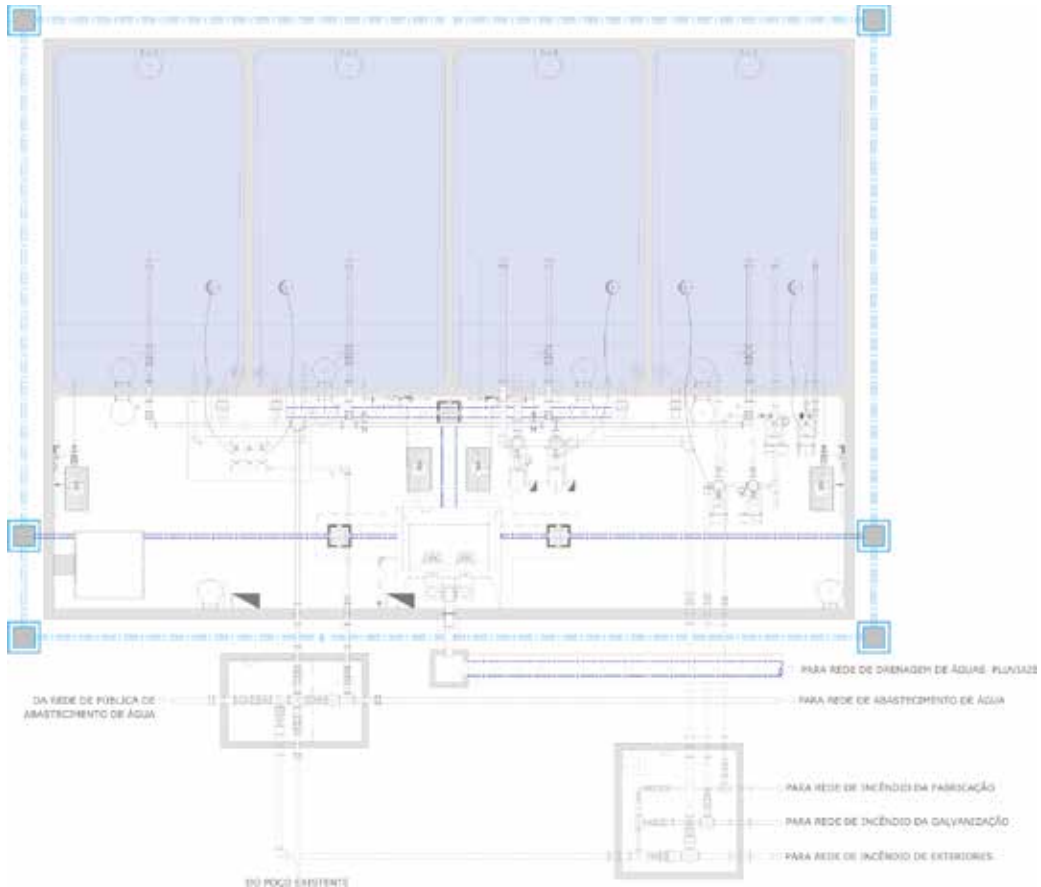 PARA REDE DE DRENAGEM DE ÁGUAS PLUVIAIS
DA REDE DE PÚBLICA DE
ABASTECIMENTO DE ÁGUA
PARA REDE DE ABASTECIMENTO DE ÁGUA
PARA REDE DE INCÊNDIO DA FABRICAÇÃO
PARA REDE DE INCÊNDIO DA GALVANIZAÇÃO
PARA REDE DE INCÊNDIO DE EXTERIORES
DO POÇO EXISTENTE